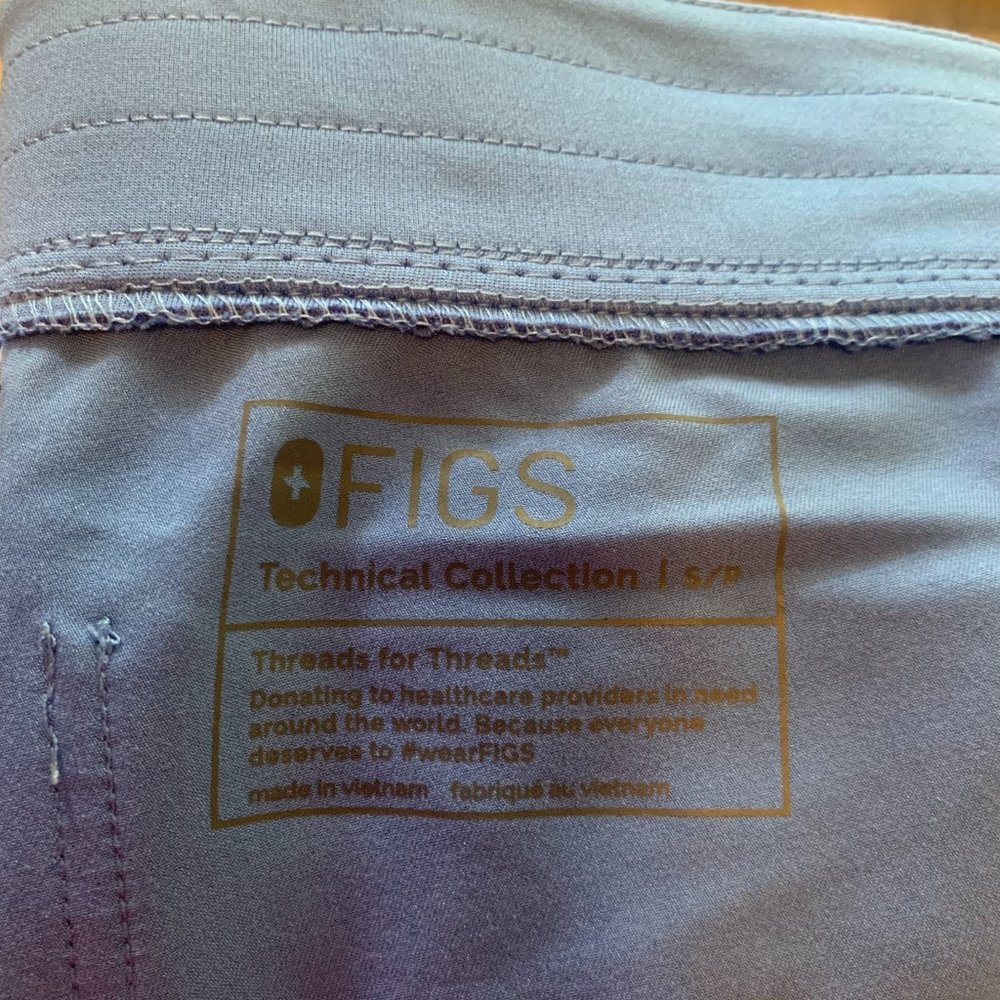 FIGS
Technical Collection | S/P
Threads for Threads™
Donating to healthcare providers in need
around the world. Because everyone
deserves to #wearFIGS
made in vietnam fabriqué au vietnam